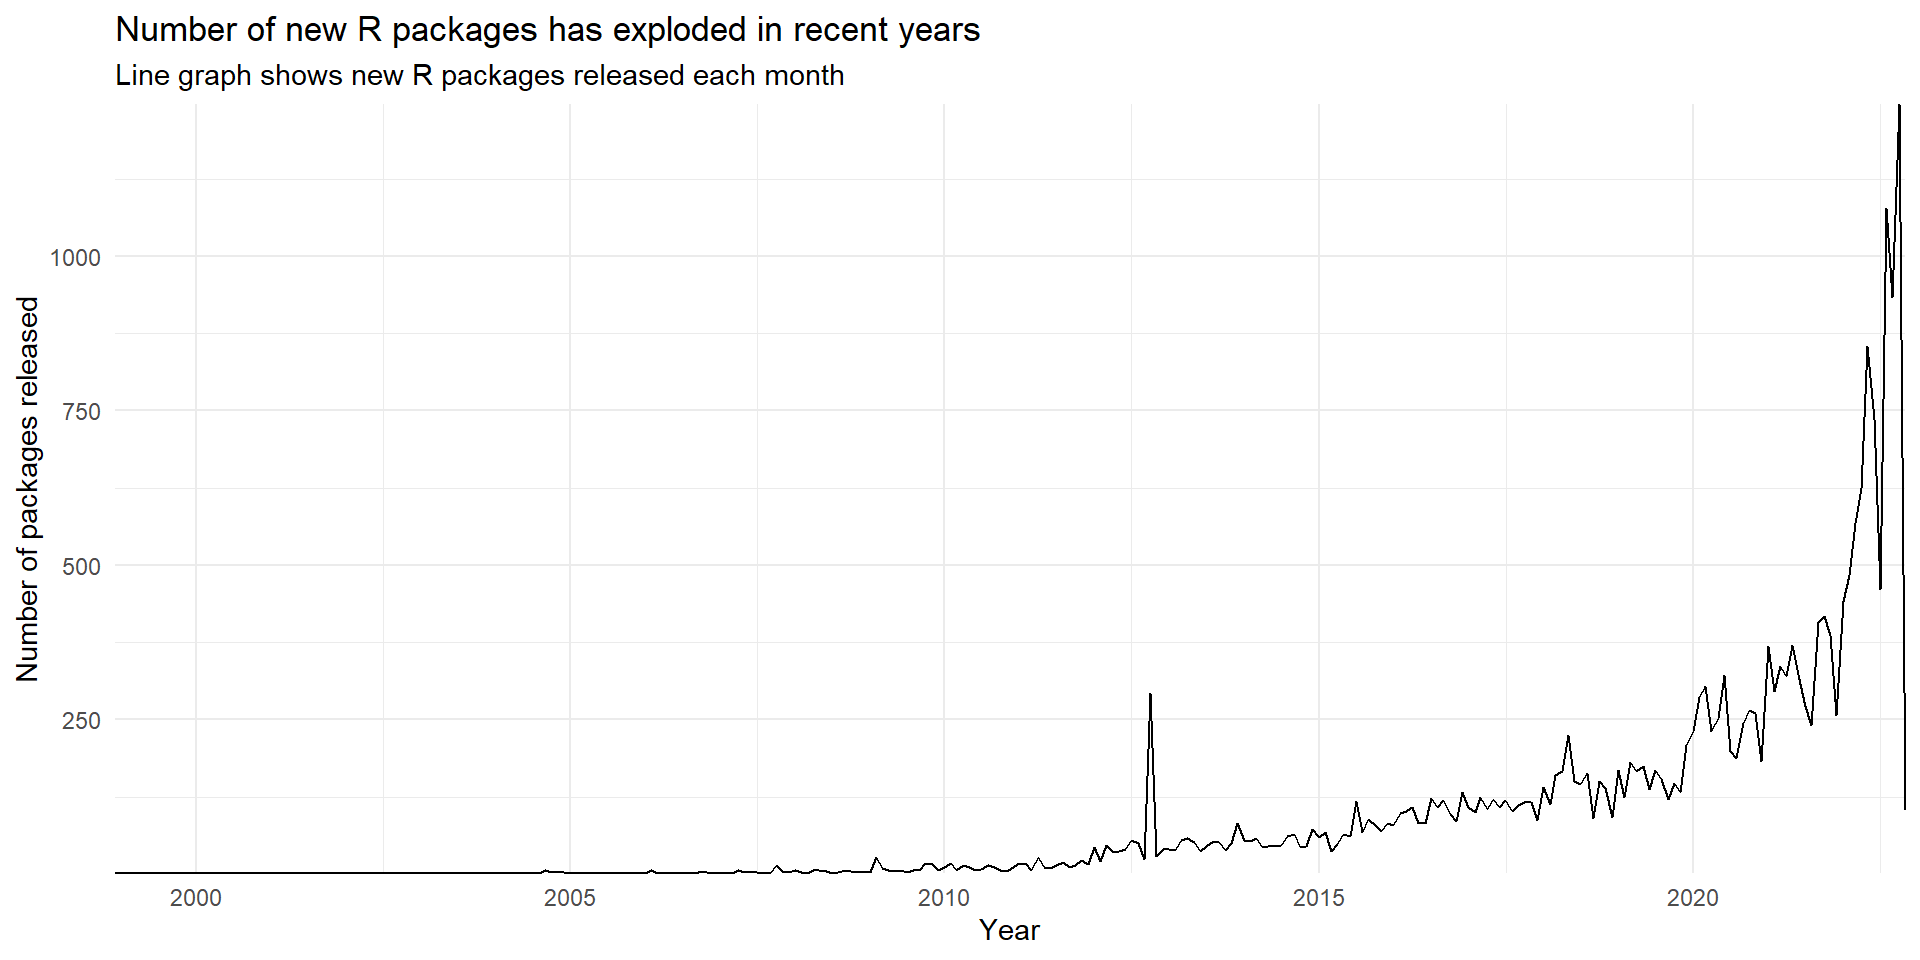 Number of new R packages has exploded in recent years
Line graph shows new R packages released each month
Number of packages released
1000
750
500
250
2000 2005 2010 2015 2020
Year